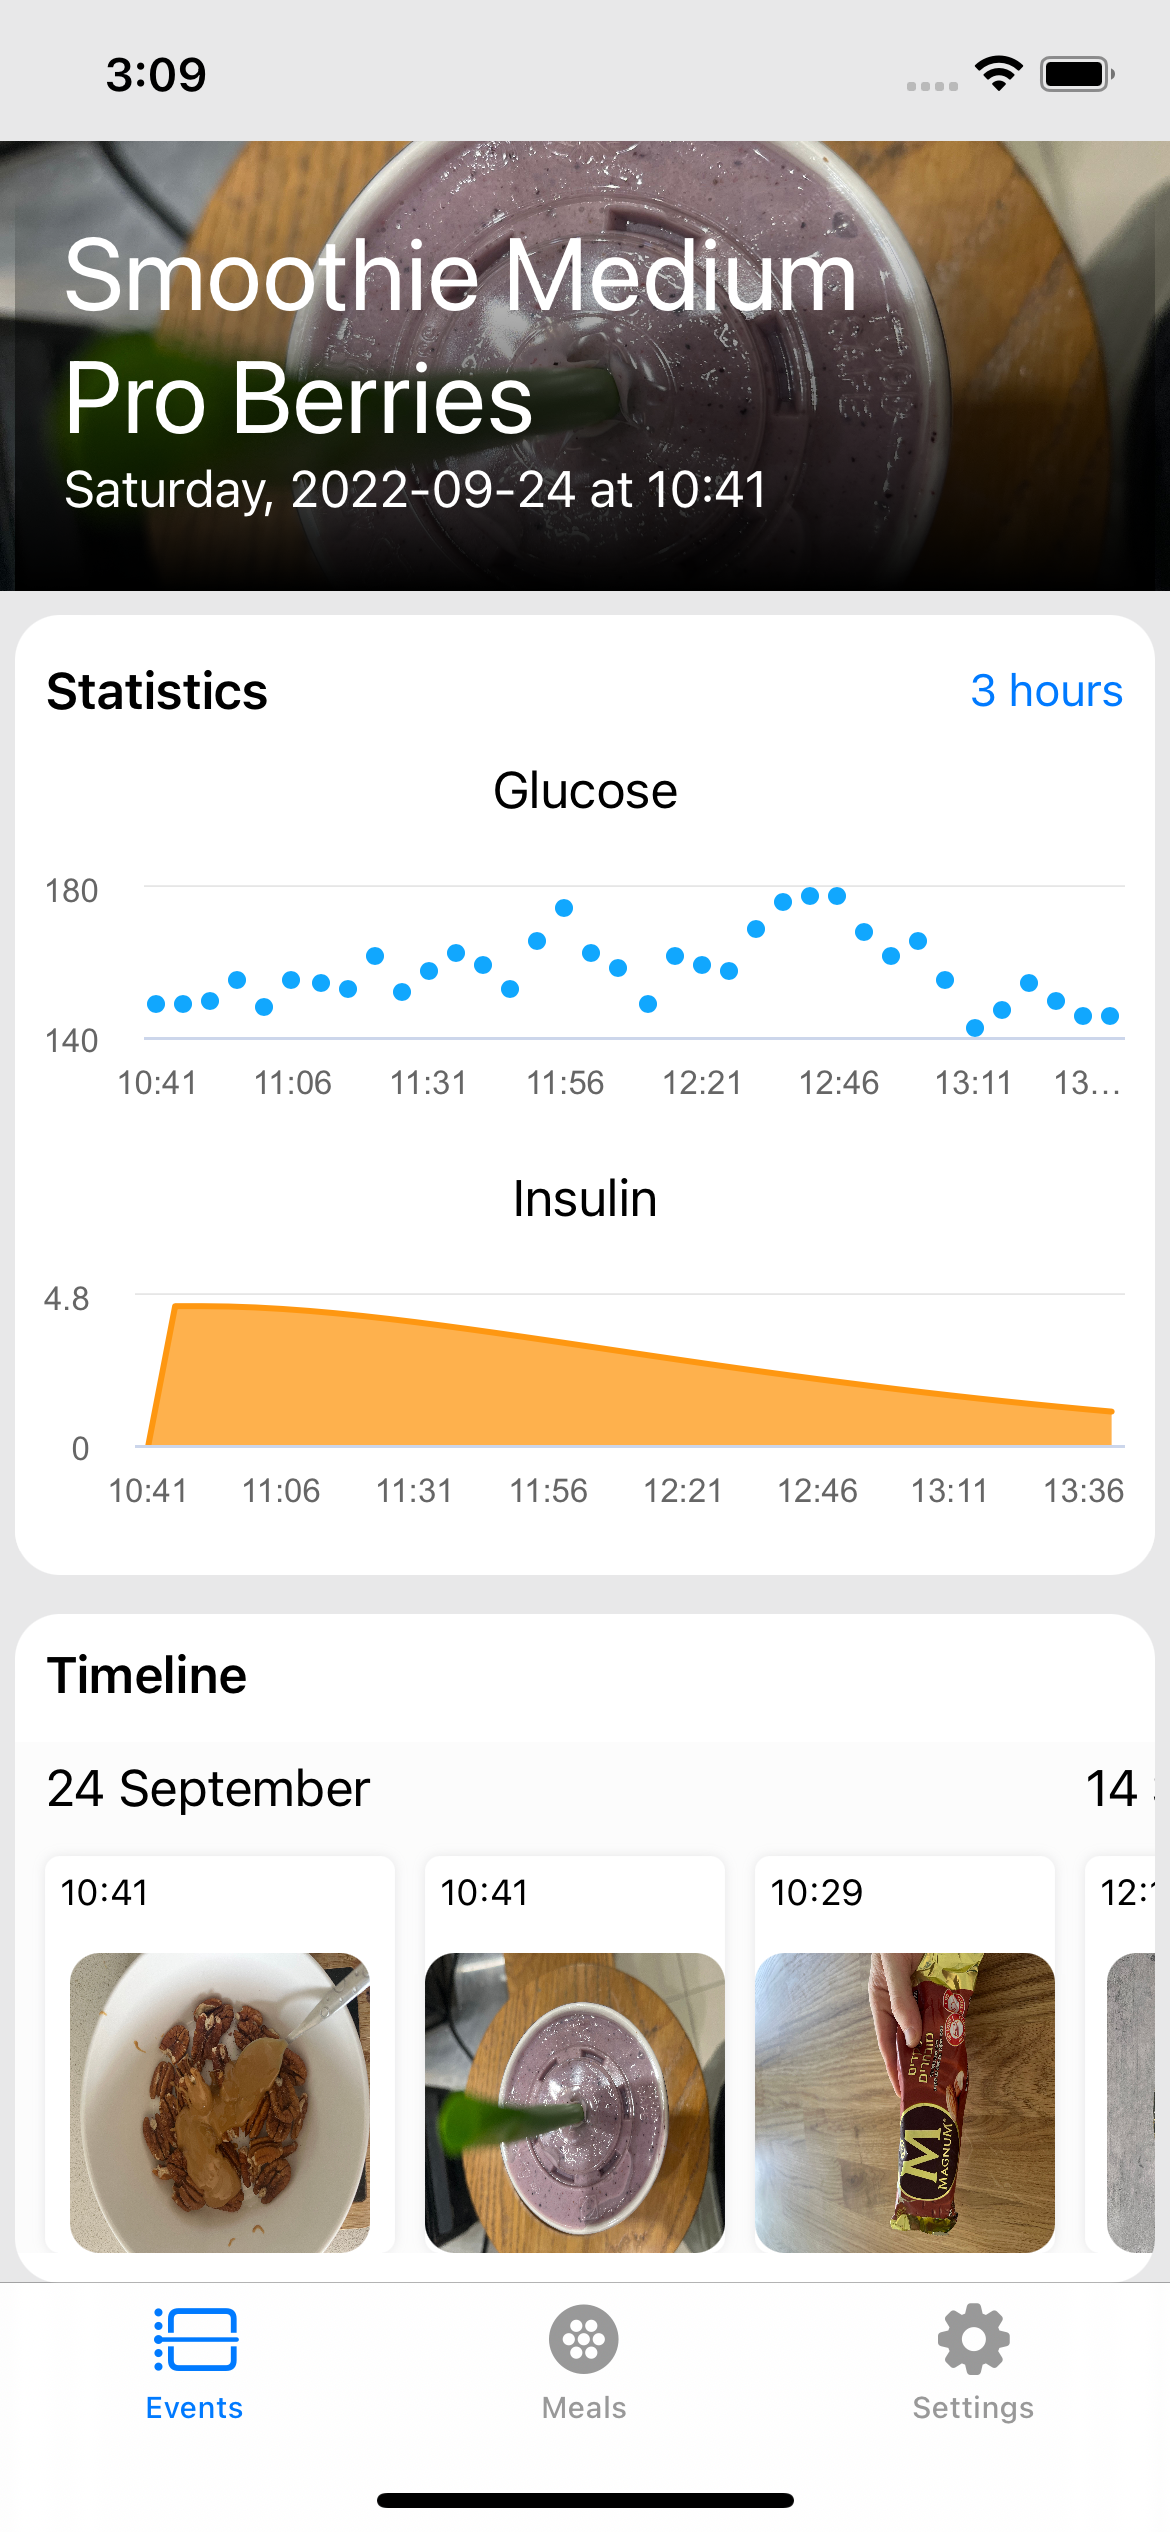 3:09
Smoothie Medium
Pro Berries
Saturday, 2022-09-24 at 10:41
Statistics
3 hours
Glucose
180
140
10:41 11:06 11:31 11:56 12:21 12:46 13:11 13...
Insulin
4.8
0
10:41 11:06 11:31 11:56 12:21 12:46 13:11 13:36
Timeline
24 September
14
10:41
10:41
10:29
12:
M
MAGNUM
Events
Meals
Settings